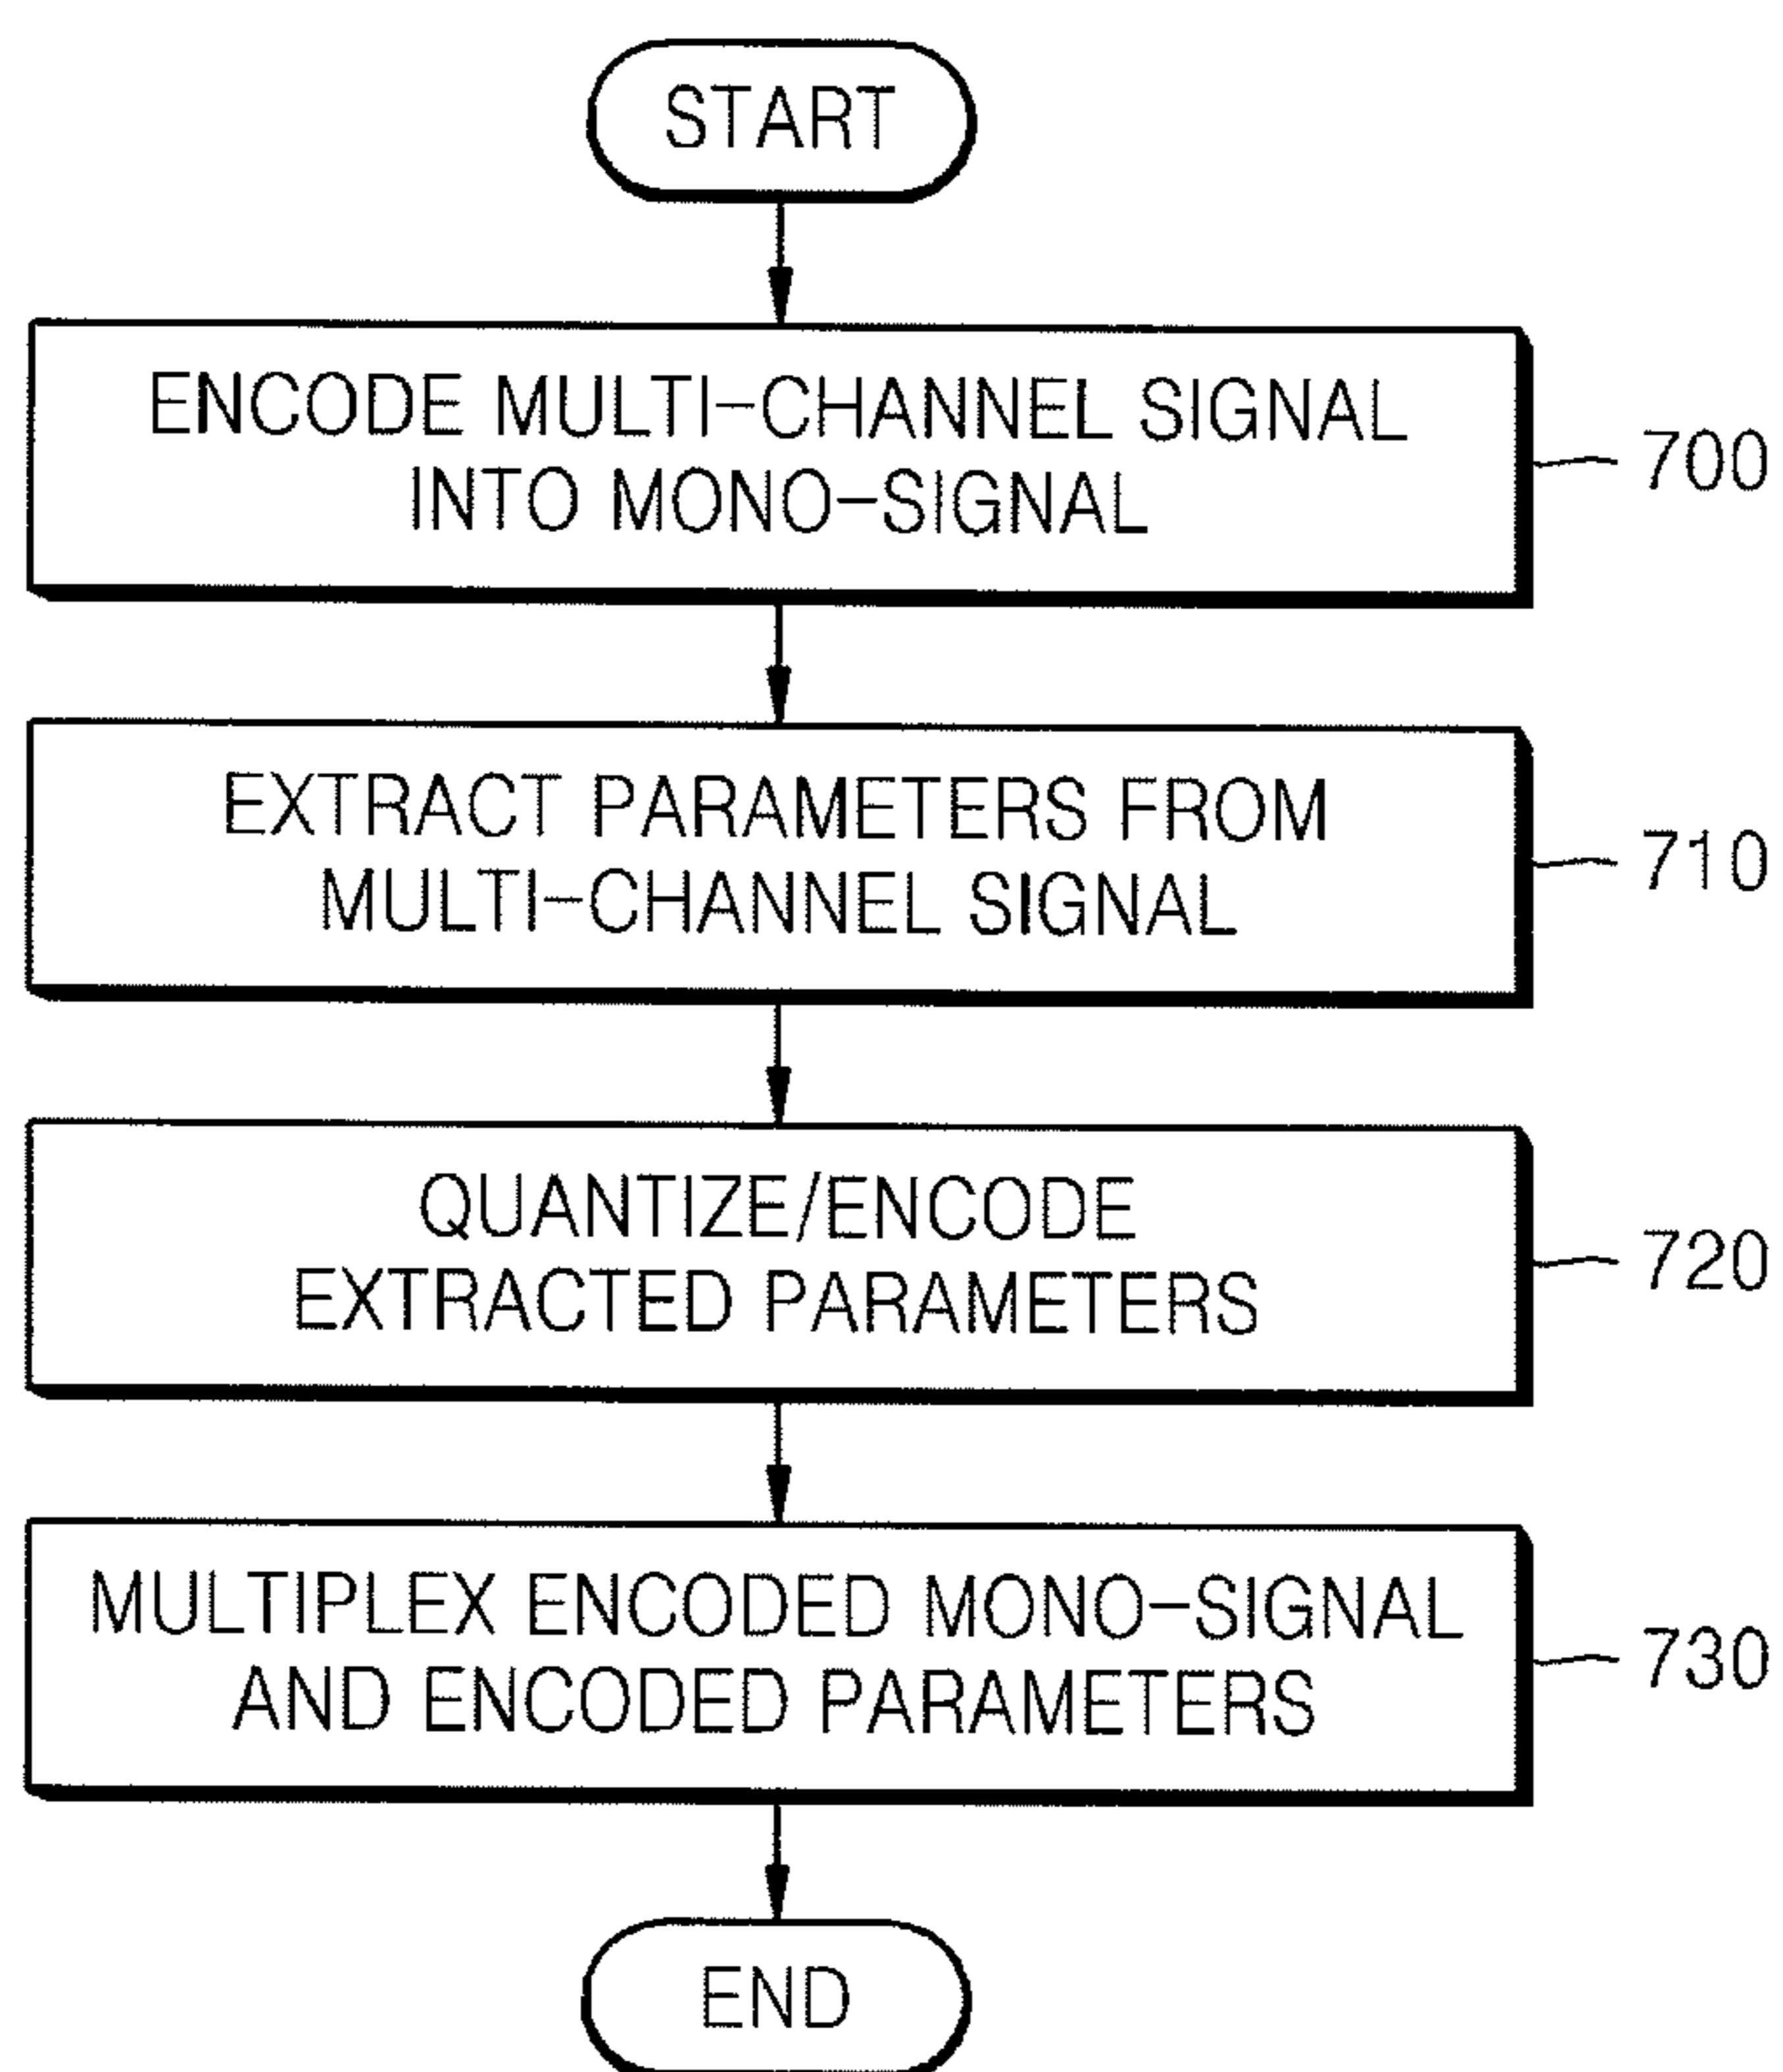 START
ENCODE MULTI-CHANNEL SIGNAL
INTO MONO-SIGNAL
700
EXTRACT PARAMETERS FROM
MULTI-CHANNEL SIGNAL
710
QUANTIZE/ENCODE
EXTRACTED PARAMETERS
720
MULTIPLEX ENCODED MONO-SIGNAL
AND ENCODED PARAMETERS
730
END